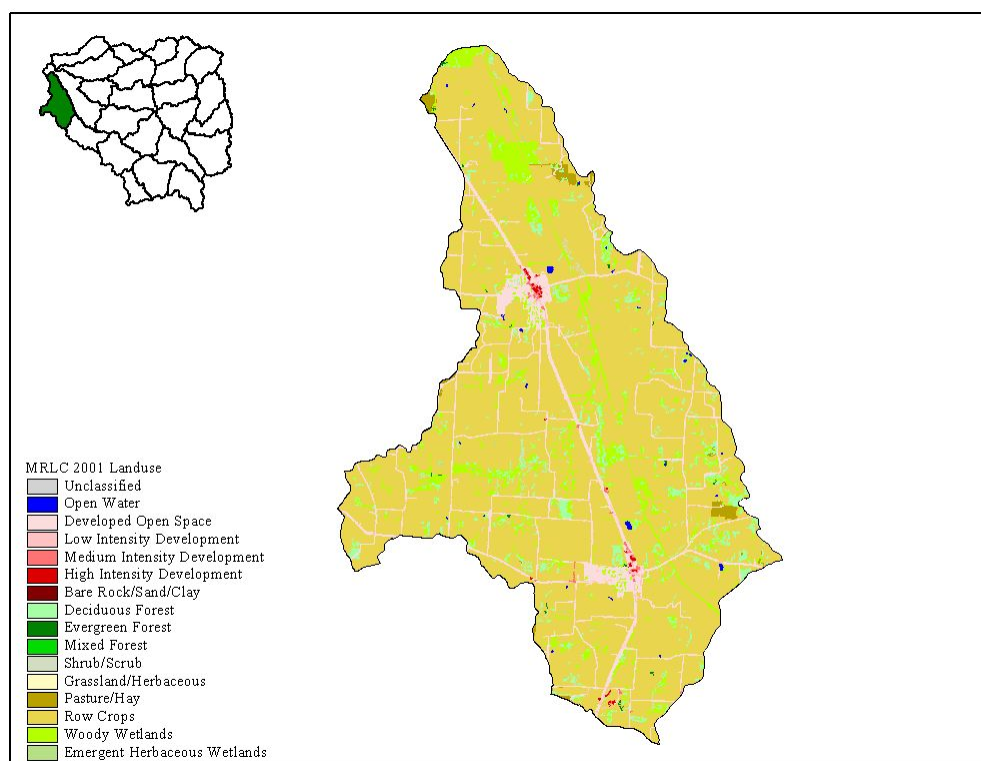 MRLC 2001 Landuse
Unclassified
Open Water
Developed Open Space
Low Intensity Development
Medium Intensity Development
High Intensity Development
Bare Rock/Sand/Clay
Deciduous Forest
Evergreen Forest
Mixed Forest
Shrub/Scrub
Grassland/Herbaceous
Pasture/Hay
Row Crops
Woody Wetlands
Emergent Herbaceous Wetlands